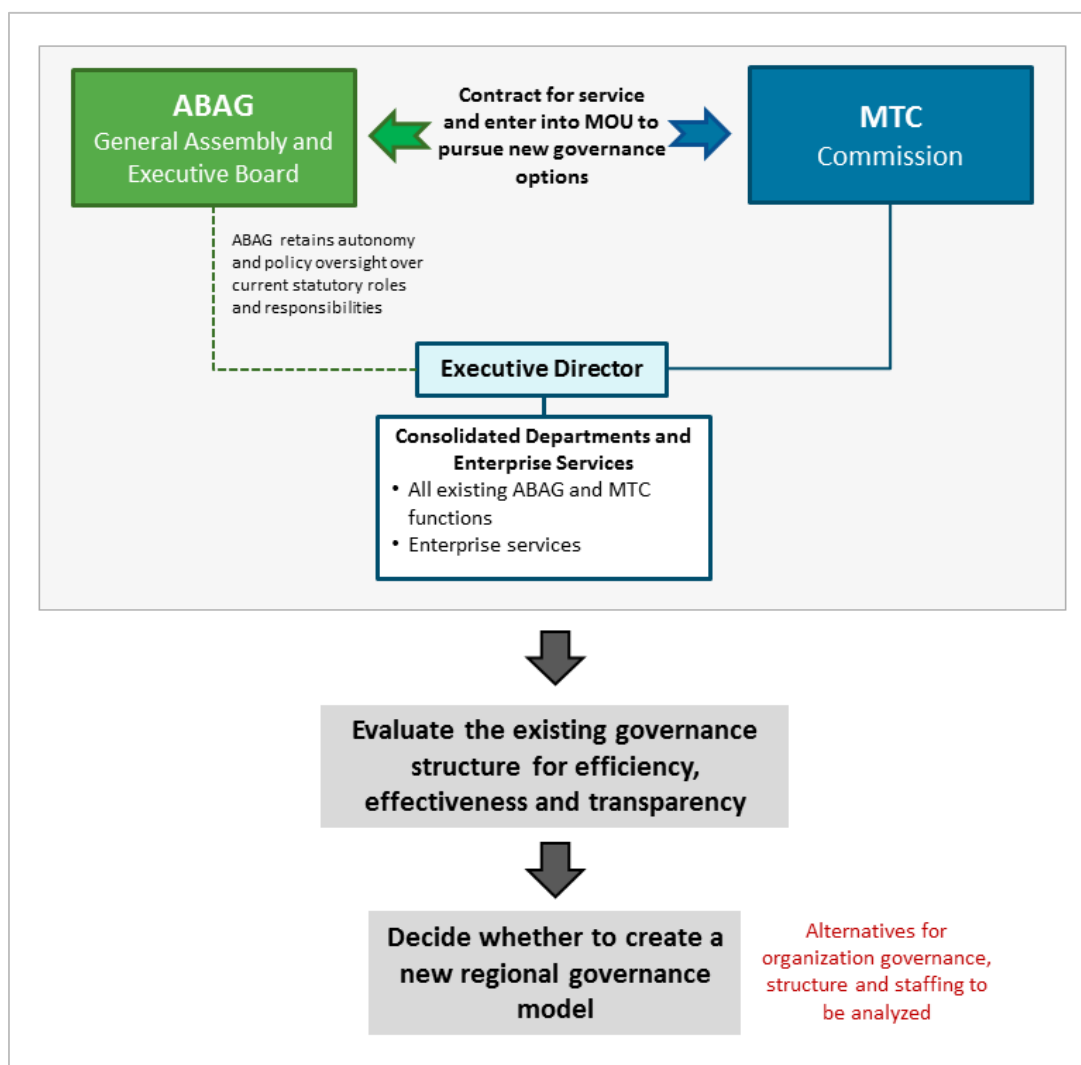 ABAG
General Assembly and
Executive Board
Contract for service
and enter into MOU to
pursue new governance
options
MTC
Commission
ABAG retains autonomy
and policy oversight over
current statutory roles
and responsibilities
Executive Director
Consolidated Departments and
Enterprise Services
• All existing ABAG and MTC
functions
• Enterprise services
Evaluate the existing governance
structure for efficiency,
effectiveness and transparency
Decide whether to create a
new regional governance
model
Alternatives for
organization governance,
structure and staffing to
be analyzed